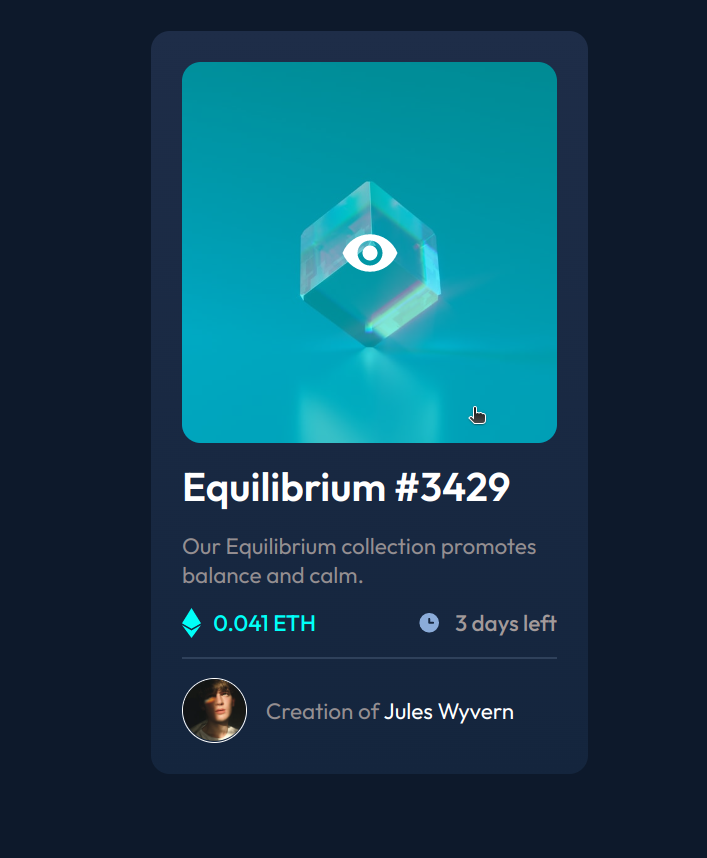 Equilibrium #3429
Our Equilibrium collection promotes
balance and calm.
0.041 ETH
3 days left
Creation of Jules Wyvern